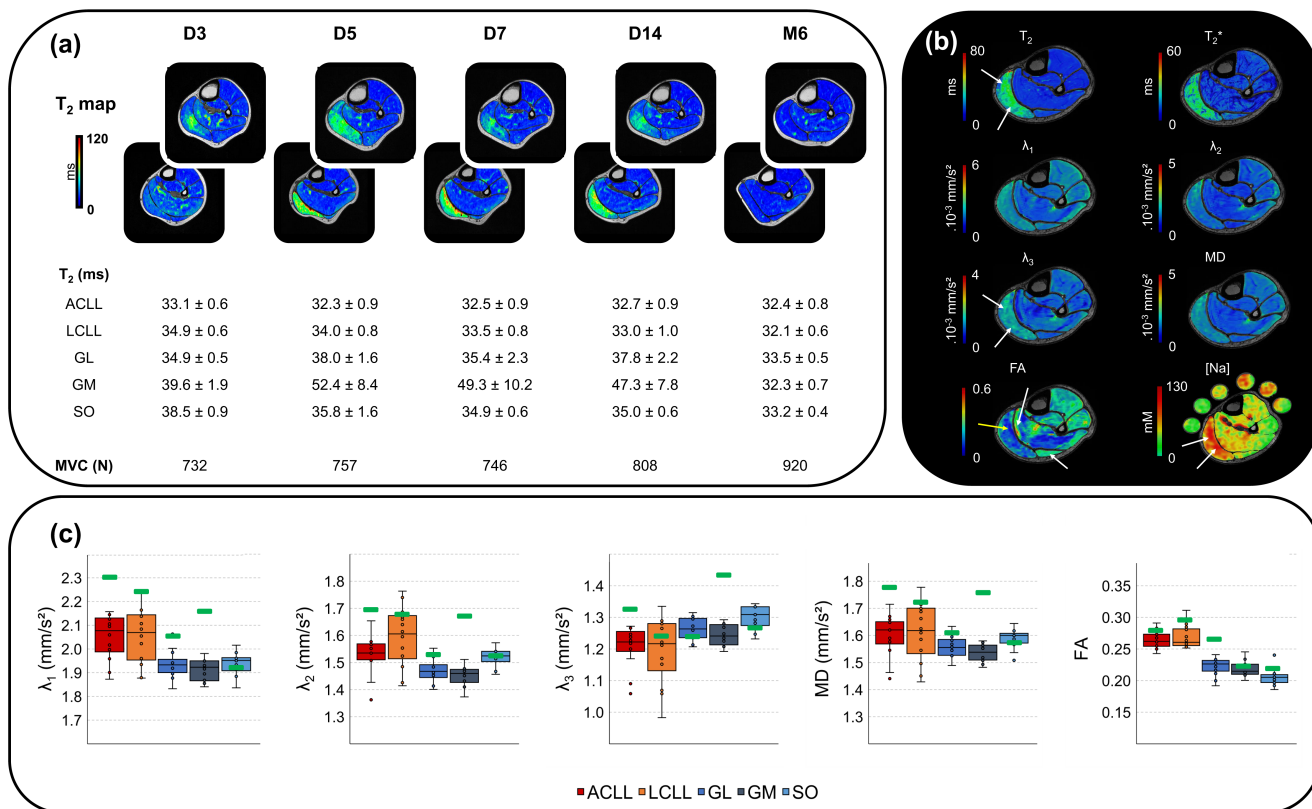 (a)
D3 D5 D7 D14 M6
T₂ map
120
ms
0
T₂ (ms)
ACLL 33.1 ± 0.6 32.3 ± 0.9 32.5 ± 0.9 32.7 ± 0.9 32.4 ± 0.8
LCLL 34.9 ± 0.6 34.0 ± 0.8 33.5 ± 0.8 33.0 ± 1.0 32.1 ± 0.6
GL 34.9 ± 0.5 38.0 ± 1.6 35.4 ± 2.3 37.8 ± 2.2 33.5 ± 0.5
GM 39.6 ± 1.9 52.4 ± 8.4 49.3 ± 10.2 47.3 ± 7.8 32.3 ± 0.7
SO 38.5 ± 0.9 35.8 ± 1.6 34.9 ± 0.6 35.0 ± 0.6 33.2 ± 0.4
MVC (N) 732 757 746 808 920
(b)
T₂ T₂*
80 60
ms ms
0 0
λ₁ λ₂
6 5
.10⁻³ mm/s² .10⁻³ mm/s²
0 0
λ₃ MD
4 5
.10⁻³ mm/s² .10⁻³ mm/s²
0 0
FA [Na]
0.6 130
mM
0 0
(c)
λ₁ (mm/s²)
2.3
2.2
2.1
2.0
1.9
1.8
1.7
λ₂ (mm/s²)
1.8
1.7
1.6
1.5
1.4
1.3
λ₃ (mm/s²)
1.4
1.3
1.2
1.1
1.0
MD (mm/s²)
1.8
1.7
1.6
1.5
1.4
1.3
FA
0.35
0.30
0.25
0.20
0.15
ACLL LCLL GL GM SO